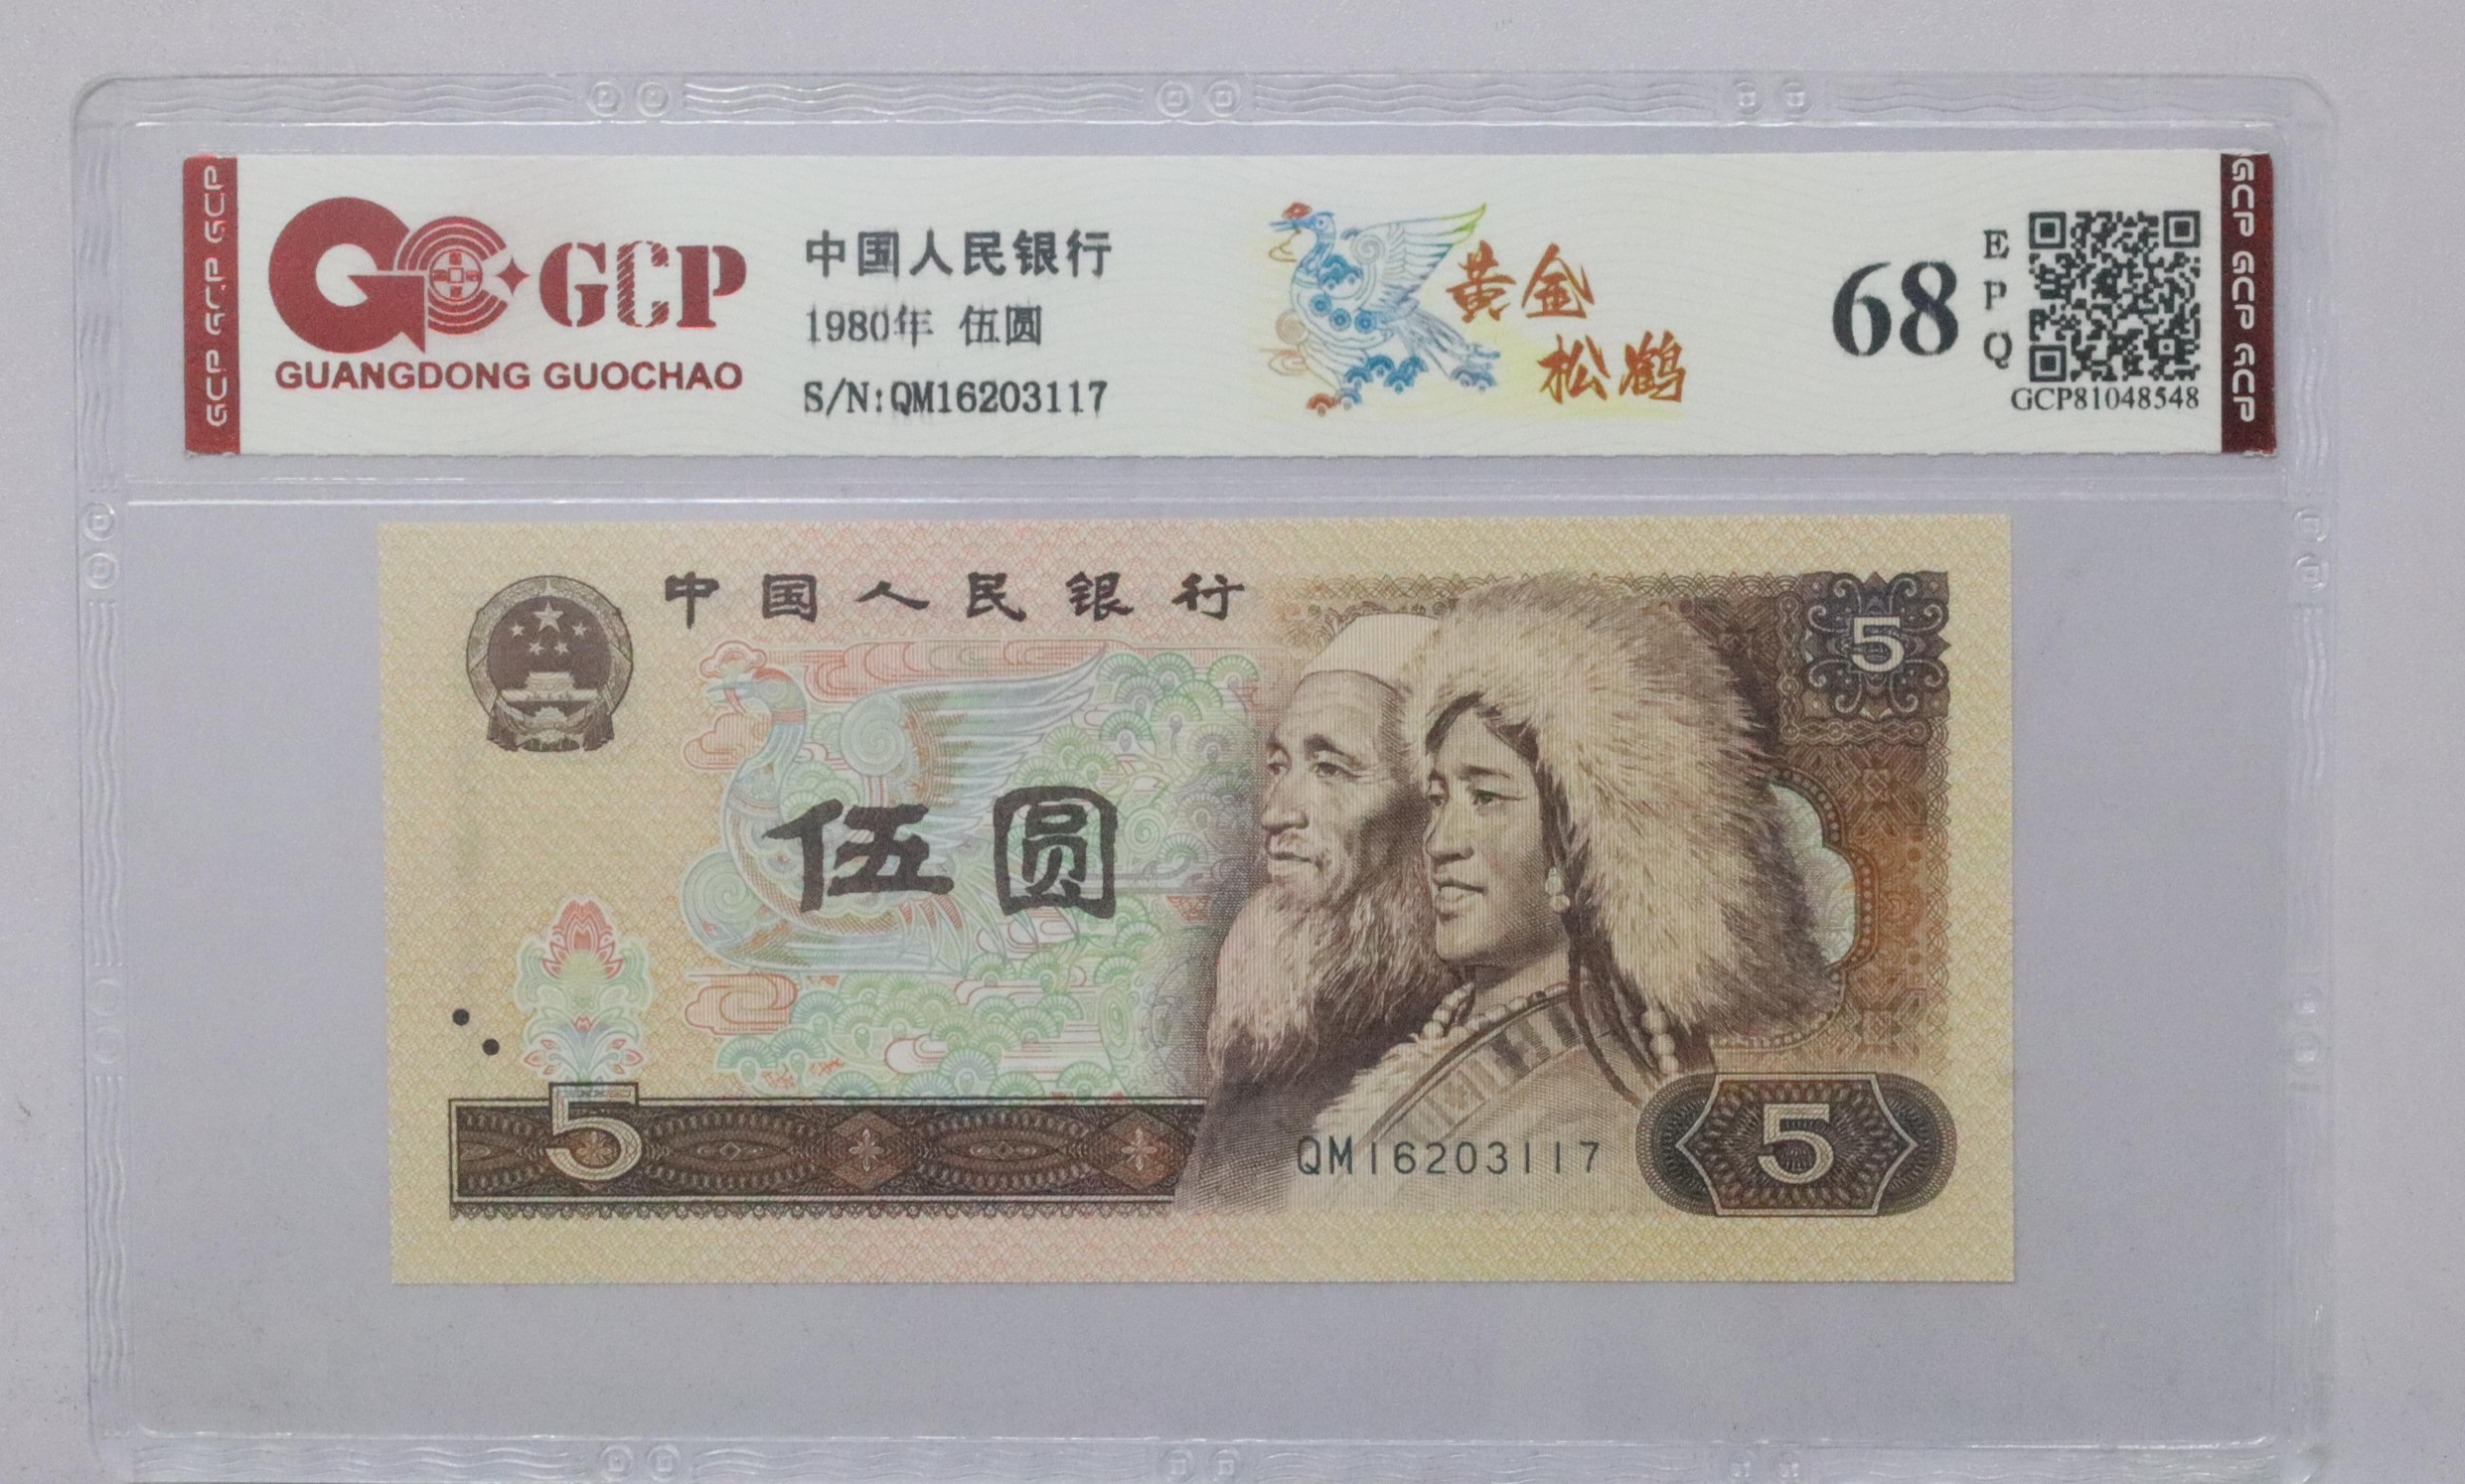 GCP GCP GCP
GCP
GUANGDONG GUOCHAO
中国人民银行
1980年 伍圆
S/N:QM16203117
黄金
松鹤
68
EPQ
GCP81048548
GCP GCP GCP
中国人民银行
5
伍圆
5
QM16203117
5